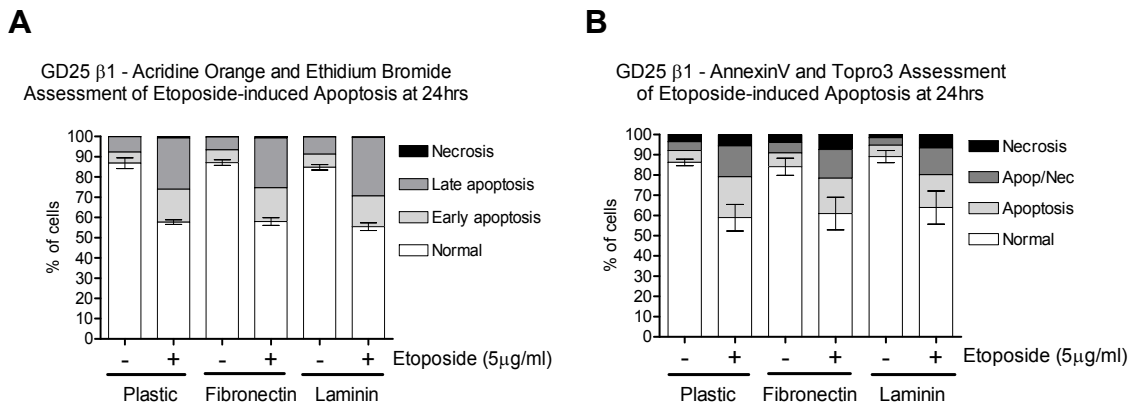 A
GD25 β1 - Acridine Orange and Ethidium Bromide
Assessment of Etoposide-induced Apoptosis at 24hrs
% of cells
100
90
80
70
60
50
40
30
20
10
0
Necrosis
Late apoptosis
Early apoptosis
Normal
- + - + - + Etoposide (5μg/ml)
Plastic Fibronectin Laminin
B
GD25 β1 - AnnexinV and Topro3 Assessment
of Etoposide-induced Apoptosis at 24hrs
% of cells
100
90
80
70
60
50
40
30
20
10
0
Necrosis
Apop/Nec
Apoptosis
Normal
- + - + - + Etoposide (5μg/ml)
Plastic Fibronectin Laminin